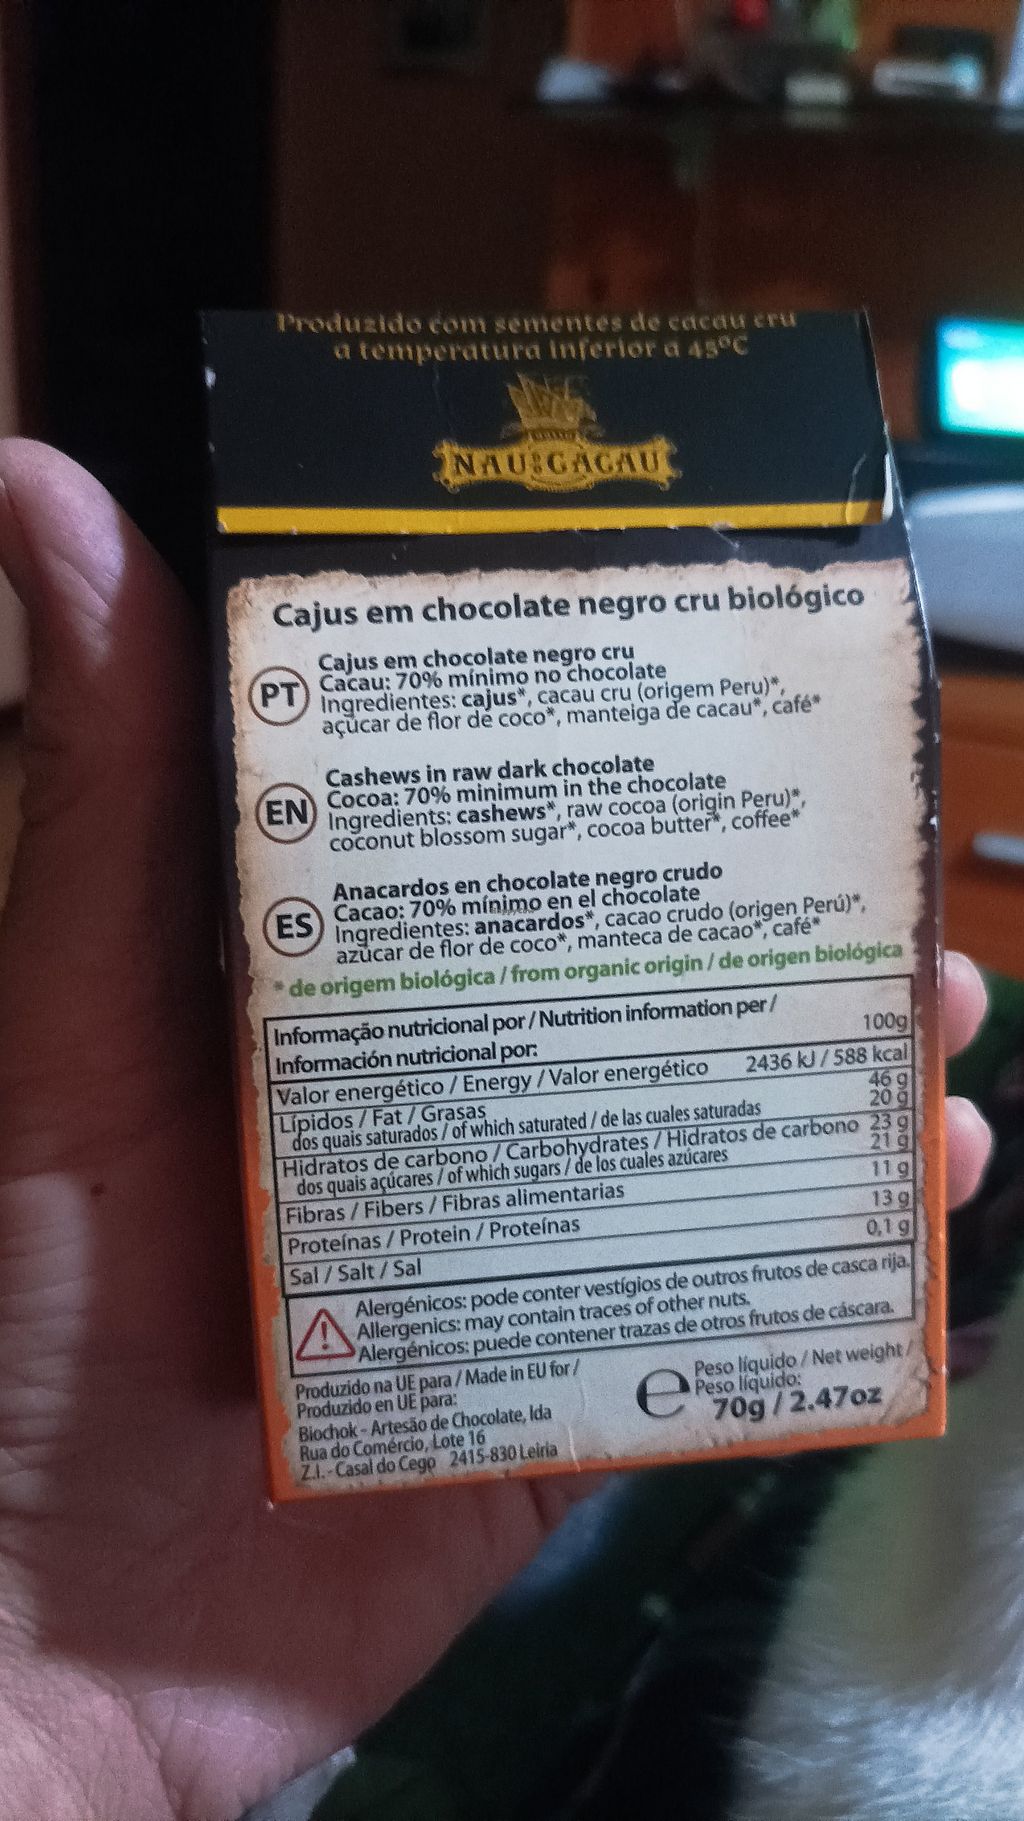 Produzido com sementes de cacau cru
a temperatura inferior a 45ºC
NAU CACAU
Cajus em chocolate negro cru biológico
PT
Cajus em chocolate negro cru
Cacau: 70% mínimo no chocolate
Ingredientes: cajus*, cacau cru (origem Peru)*,
açúcar de flor de coco*, manteiga de cacau*, café*
EN
Cashews in raw dark chocolate
Cocoa: 70% minimum in the chocolate
Ingredients: cashews*, raw cocoa (origin Peru)*,
coconut blossom sugar*, cocoa butter*, coffee*
ES
Anacardos en chocolate negro crudo
Cacao: 70% mínimo en el chocolate
Ingredientes: anacardos*, cacao crudo (origen Perú)*,
azúcar de flor de coco*, manteca de cacao*, café*
* de origem biológica / from organic origin / de origen biológica
Informação nutricional por / Nutrition information per /
Información nutricional por: 100g
Valor energético / Energy / Valor energético 2436 kJ / 588 kcal
Lípidos / Fat / Grasas 46 g
dos quais saturados / of which saturated / de las cuales saturadas 20 g
Hidratos de carbono / Carbohydrates / Hidratos de carbono 23 g
dos quais açúcares / of which sugars / de los cuales azúcares 21 g
Fibras / Fibers / Fibras alimentarias 11 g
Proteínas / Protein / Proteínas 13 g
Sal / Salt / Sal 0,1 g
Alergénicos: pode conter vestígios de outros frutos de casca rija.
Allergenics: may contain traces of other nuts.
Alergénicos: puede contener trazas de otros frutos de cáscara.
Produzido na UE para / Made in EU for /
Produzido en UE para:
Biochok - Artesão de Chocolate, lda
Rua do Comércio, Lote 16
Z.I. - Casal do Cego 2415-830 Leiria
e
Peso líquido / Net weight /
Peso líquido:
70g / 2.47oz